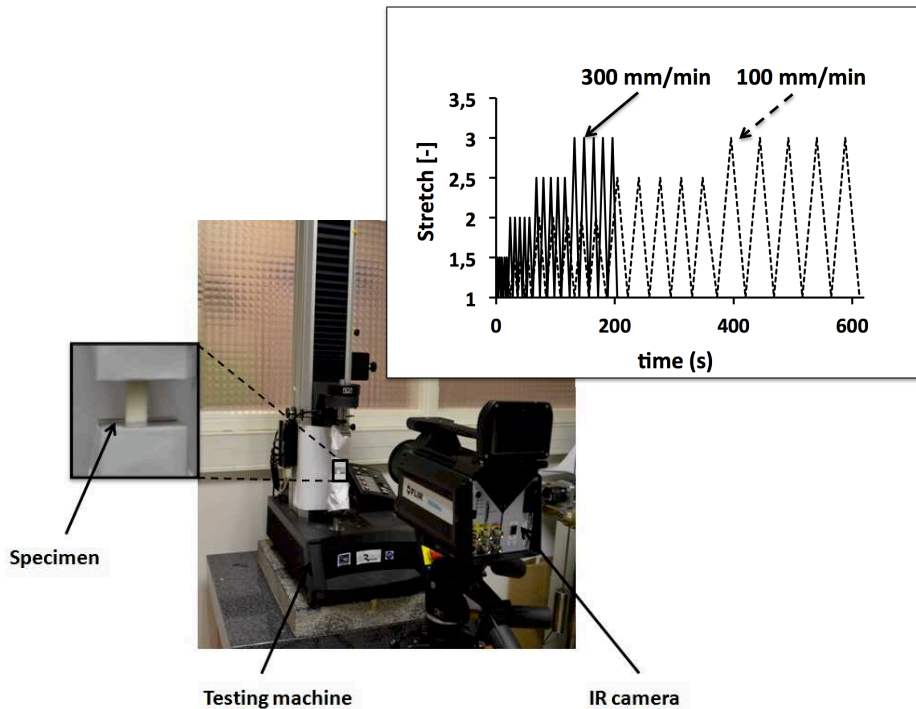 300 mm/min
100 mm/min
3,5
3
2,5
2
1,5
1
Stretch [-]
0
200
400
600
time (s)
Specimen
FLIR
Testing machine
IR camera